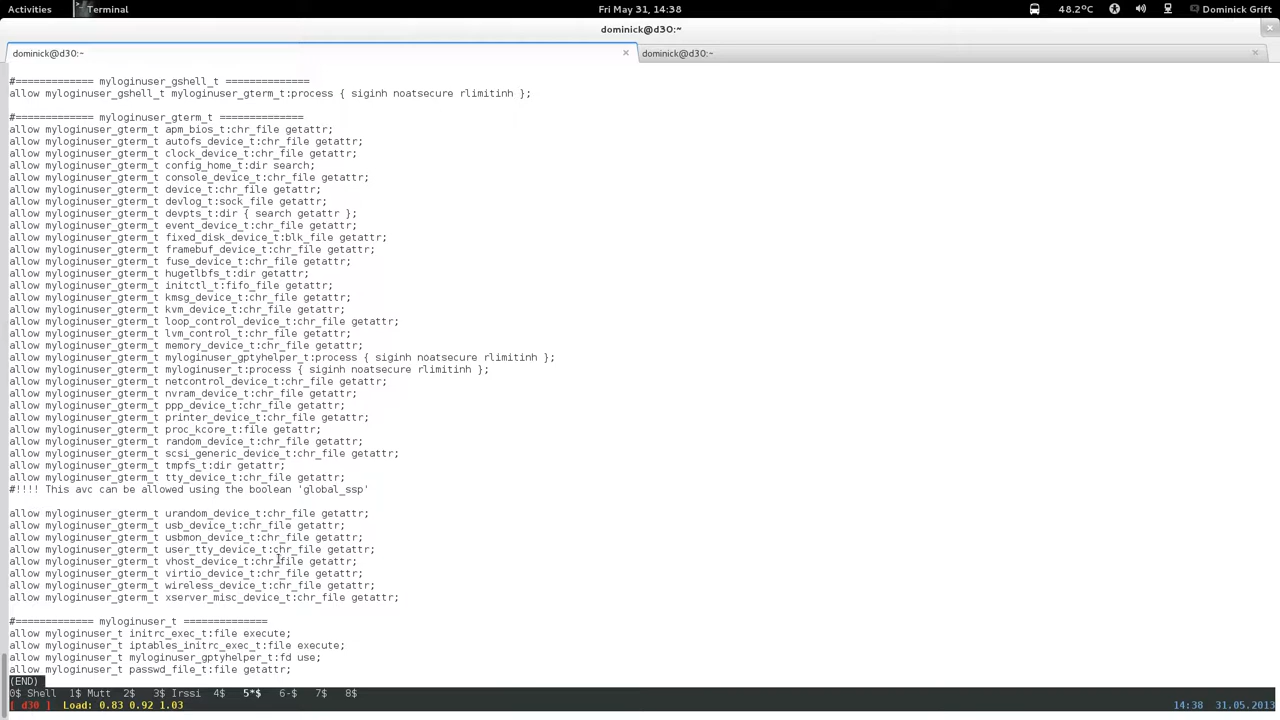 Activities Terminal Fri May 31, 14:38 48.2°C Dominick Grift
dominick@d30:~
dominick@d30:~ dominick@d30:~
#============= myloginuser_gshell_t ==============
allow myloginuser_gshell_t myloginuser_gterm_t:process { siginh noatsecure rlimitinh };
#============= myloginuser_gterm_t ==============
allow myloginuser_gterm_t apm_bios_t:chr_file getattr;
allow myloginuser_gterm_t autofs_device_t:chr_file getattr;
allow myloginuser_gterm_t clock_device_t:chr_file getattr;
allow myloginuser_gterm_t config_home_t:dir search;
allow myloginuser_gterm_t console_device_t:chr_file getattr;
allow myloginuser_gterm_t device_t:chr_file getattr;
allow myloginuser_gterm_t devlog_t:sock_file getattr;
allow myloginuser_gterm_t devpts_t:dir { search getattr };
allow myloginuser_gterm_t event_device_t:chr_file getattr;
allow myloginuser_gterm_t fixed_disk_device_t:blk_file getattr;
allow myloginuser_gterm_t framebuf_device_t:chr_file getattr;
allow myloginuser_gterm_t fuse_device_t:chr_file getattr;
allow myloginuser_gterm_t hugetlbfs_t:dir getattr;
allow myloginuser_gterm_t initctl_t:fifo_file getattr;
allow myloginuser_gterm_t kmsg_device_t:chr_file getattr;
allow myloginuser_gterm_t kvm_device_t:chr_file getattr;
allow myloginuser_gterm_t loop_control_device_t:chr_file getattr;
allow myloginuser_gterm_t lvm_control_t:chr_file getattr;
allow myloginuser_gterm_t memory_device_t:chr_file getattr;
allow myloginuser_gterm_t myloginuser_gptyhelper_t:process { siginh noatsecure rlimitinh };
allow myloginuser_gterm_t myloginuser_t:process { siginh noatsecure rlimitinh };
allow myloginuser_gterm_t netcontrol_device_t:chr_file getattr;
allow myloginuser_gterm_t nvram_device_t:chr_file getattr;
allow myloginuser_gterm_t ppp_device_t:chr_file getattr;
allow myloginuser_gterm_t printer_device_t:chr_file getattr;
allow myloginuser_gterm_t proc_kcore_t:file getattr;
allow myloginuser_gterm_t random_device_t:chr_file getattr;
allow myloginuser_gterm_t scsi_generic_device_t:chr_file getattr;
allow myloginuser_gterm_t tmpfs_t:dir getattr;
allow myloginuser_gterm_t tty_device_t:chr_file getattr;
#!!!! This avc can be allowed using the boolean 'global_ssp'
allow myloginuser_gterm_t urandom_device_t:chr_file getattr;
allow myloginuser_gterm_t usb_device_t:chr_file getattr;
allow myloginuser_gterm_t usbmon_device_t:chr_file getattr;
allow myloginuser_gterm_t user_tty_device_t:chr_file getattr;
allow myloginuser_gterm_t vhost_device_t:chr_file getattr;
allow myloginuser_gterm_t virtio_device_t:chr_file getattr;
allow myloginuser_gterm_t wireless_device_t:chr_file getattr;
allow myloginuser_gterm_t xserver_misc_device_t:chr_file getattr;
#============= myloginuser_t ==============
allow myloginuser_t initrc_exec_t:file execute;
allow myloginuser_t iptables_initrc_exec_t:file execute;
allow myloginuser_t myloginuser_gptyhelper_t:fd use;
allow myloginuser_t passwd_file_t:file getattr;
(END)
0$ Shell 1$ Mutt 2$ 3$ Irssi 4$ 5*$ 6-$ 7$ 8$
[ d30 ] Load: 0.83 0.92 1.03 14:38 31.05.2013